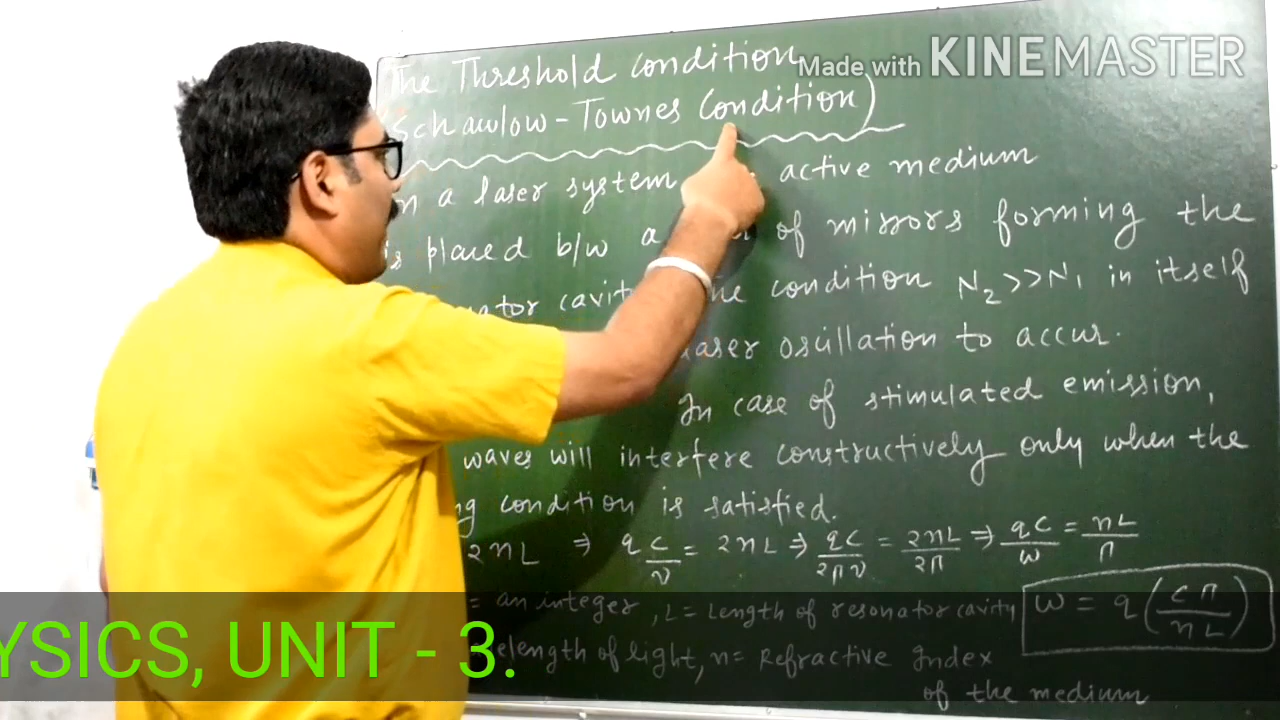 The Threshold condition
Made with KINEMASTER
Schawlow-Townes Condition)
a laser system active medium
is placed b/w a of mirrors forming the
cavit the condition N₂>>N₁ in itself
laser oscillation to accur.
In case of stimulated emission,
waves will interfere constructively only when the
condition is satisfied.
2nL ⇒ q c/ν = 2nL ⇒ qc/2πν = 2nL/2π ⇒ qc/ω = nL/π
= an integer, L = Length of resonator cavity
ω = q(cπ/nL)
YSICS, UNIT - 3.
elength of light, n = Refractive Index
of the medium